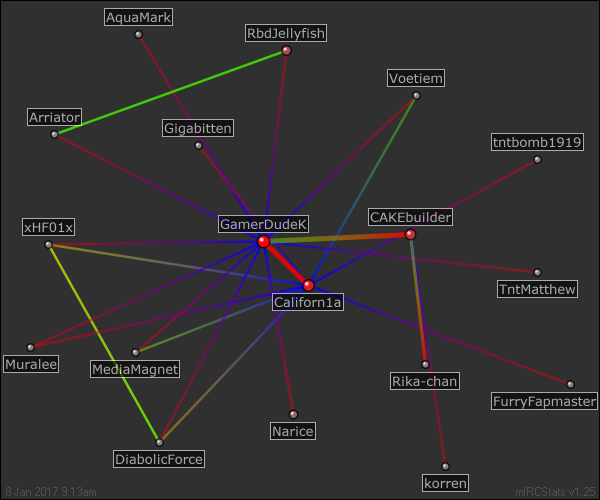 AquaMark
RbdJellyfish
Voetiem
Arriator
Gigabitten
tntbomb1919
CAKEbuilder
GamerDudeK
xHF01x
TntMatthew
Californ1a
Muralee
MediaMagnet
Rika-chan
FurryFapmaster
Narice
DiabolicForce
korren
8 Jan 2017 9:13am
mIRCStats v1.25